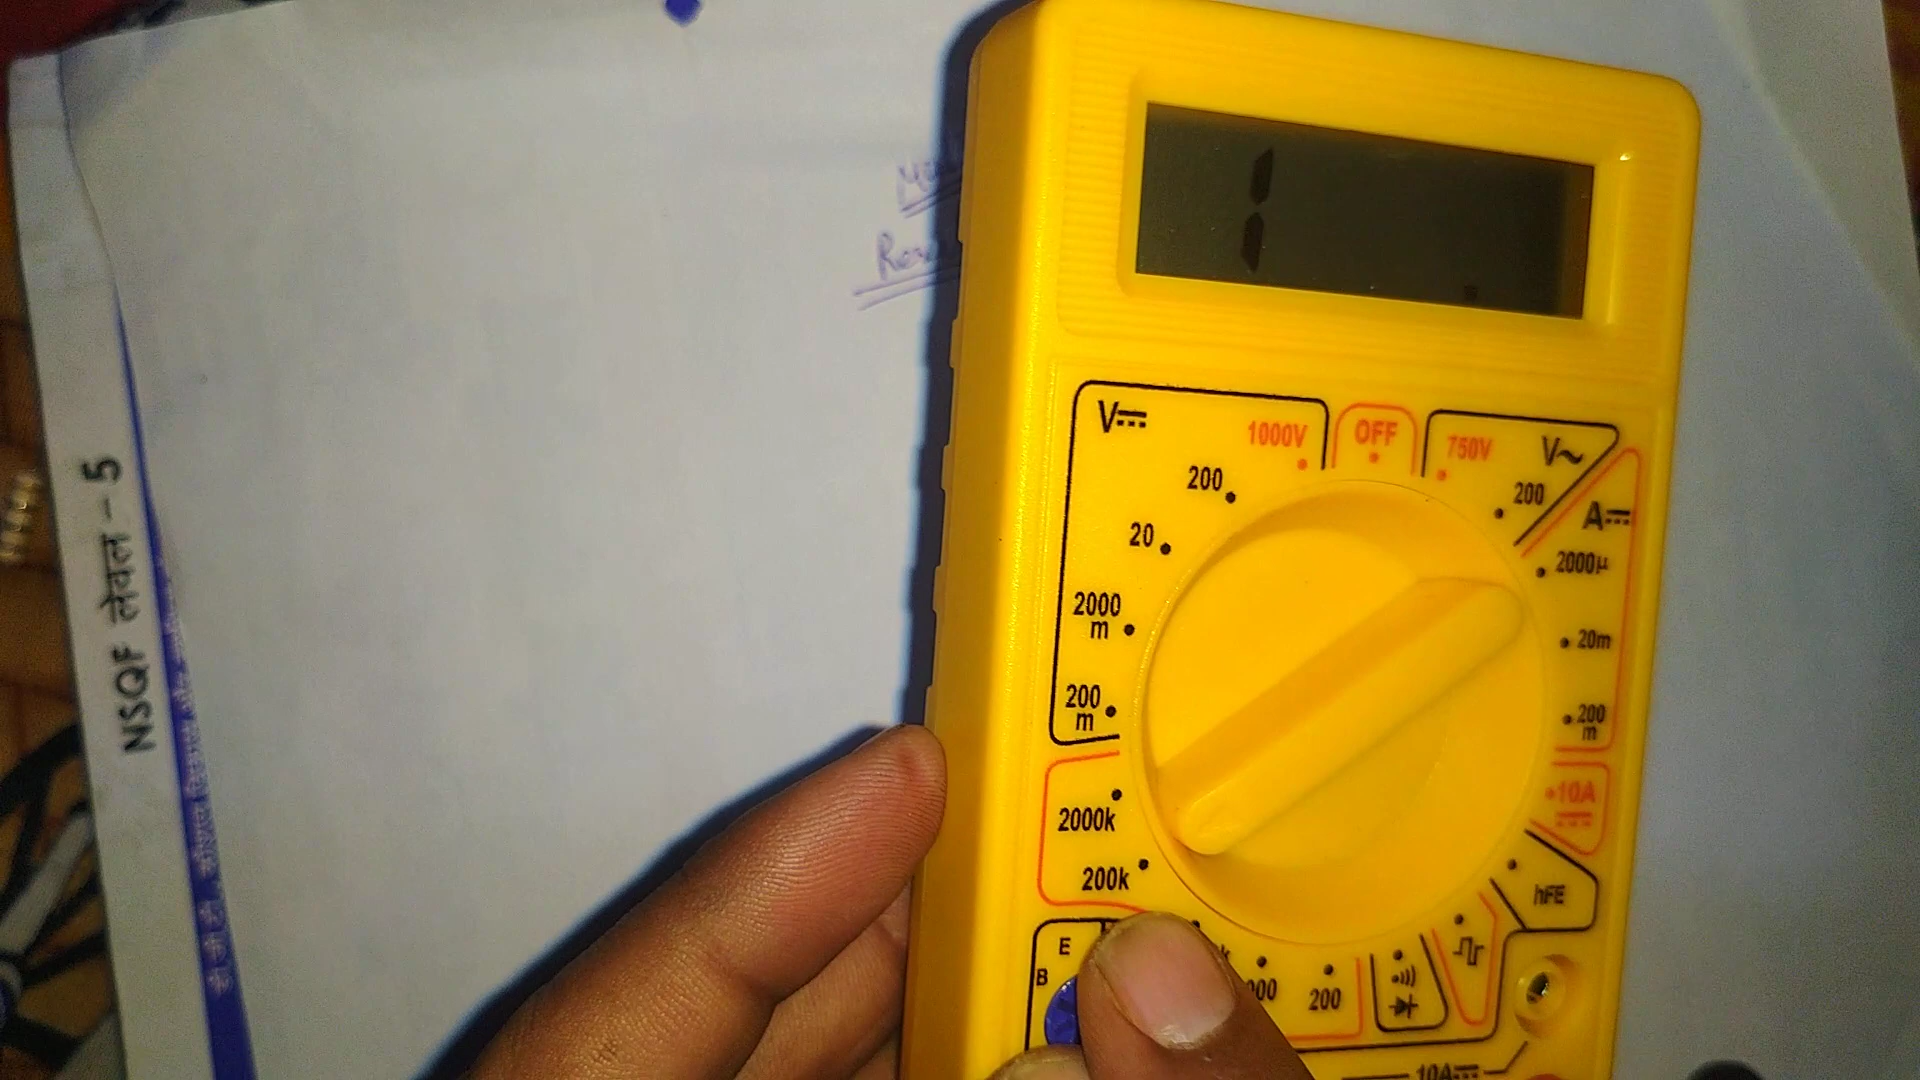 1 .
V⎓
1000V
OFF
750V
V~
200
200
A⎓
20
2000µ
2000
m
20m
200
m
200
m
2000k
10A
⎓
200k
hFE
E
B
200
10A⎓
NSQF लेवल - 5